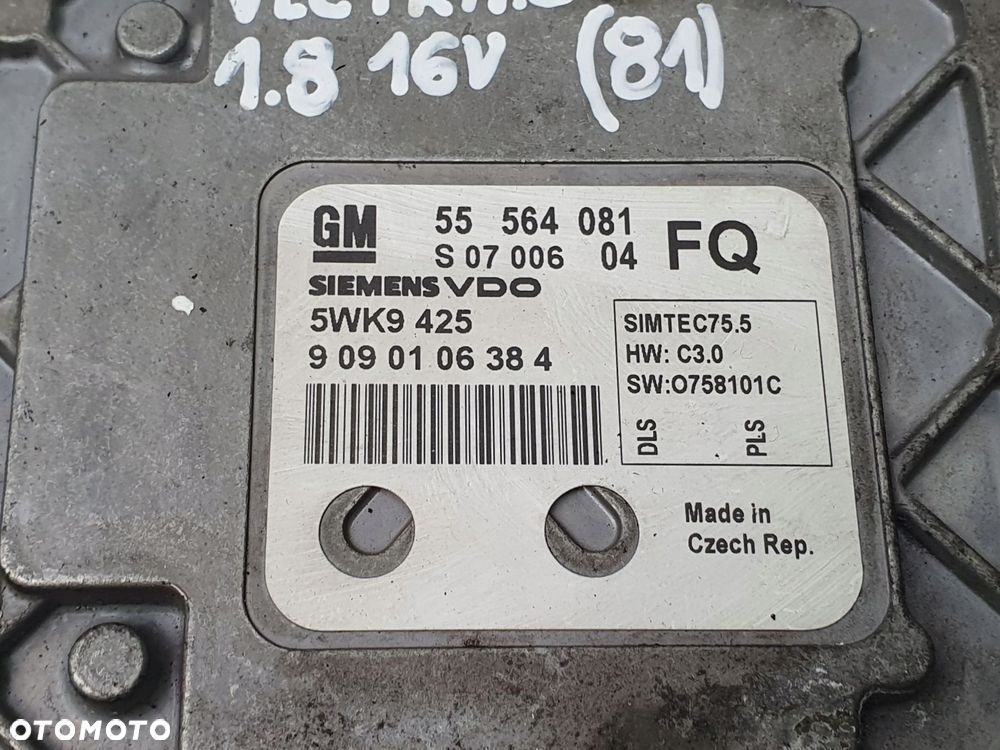 1.8 16V (81)
GM 55 564 081 FQ
S 07 006 04
SIEMENS VDO
5WK9 425
9 09 01 06 38 4
SIMTEC75.5
HW: C3.0
SW:O758101C
DLS PLS
Made in
Czech Rep.
OTOMOTO